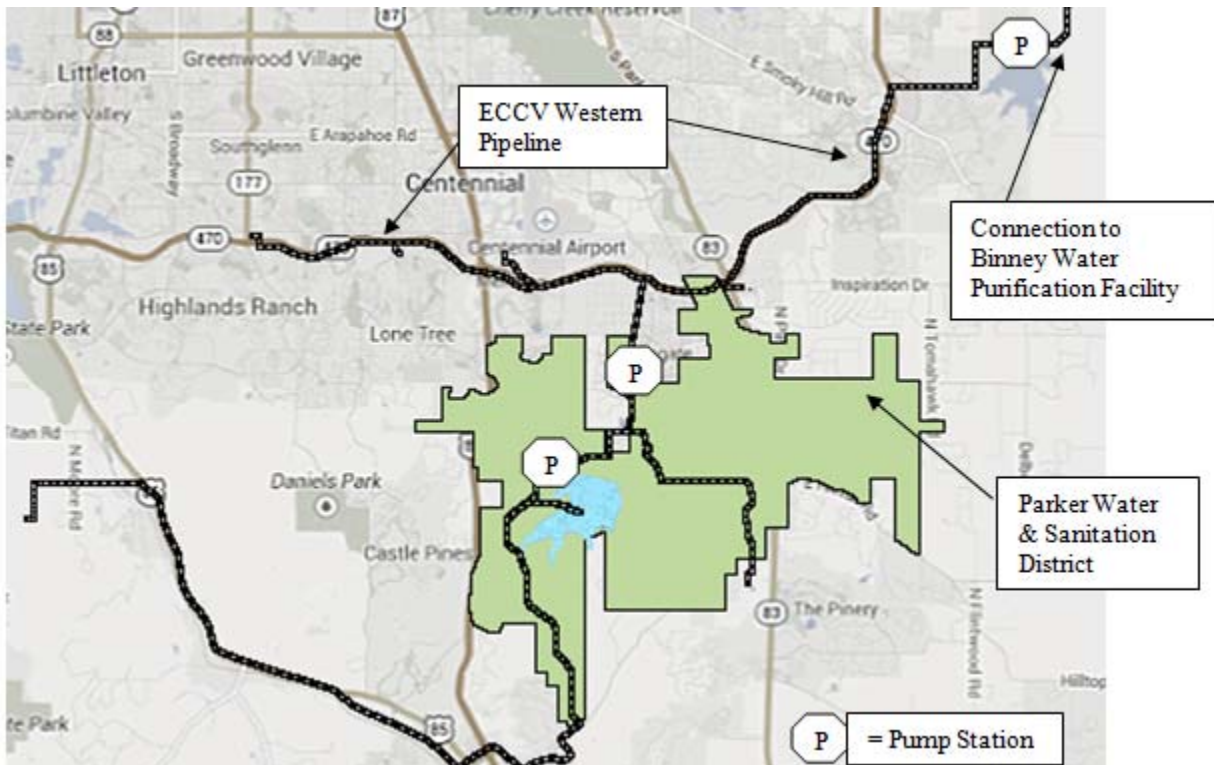 Cherry Creek Reservoir
87
88
Greenwood Village
Littleton
P
E Smoky Hill Rd
ECCV Western
Pipeline
Columbine Valley
S Broadway
E Arapahoe Rd
Southglenn
177
Centennial
470
Connection to
Binney Water
Purification Facility
470
470
Centennial Airport
83
85
Inspiration Dr
Highlands Ranch
State Park
Lone Tree
N Tomahawk
P
Titan Rd
N Moore Rd
P
Daniels Park
Parker Water
& Sanitation
District
Castle Pines
83
The Pinery
N Flintwood Rd
Hilltop
State Park
85
P = Pump Station